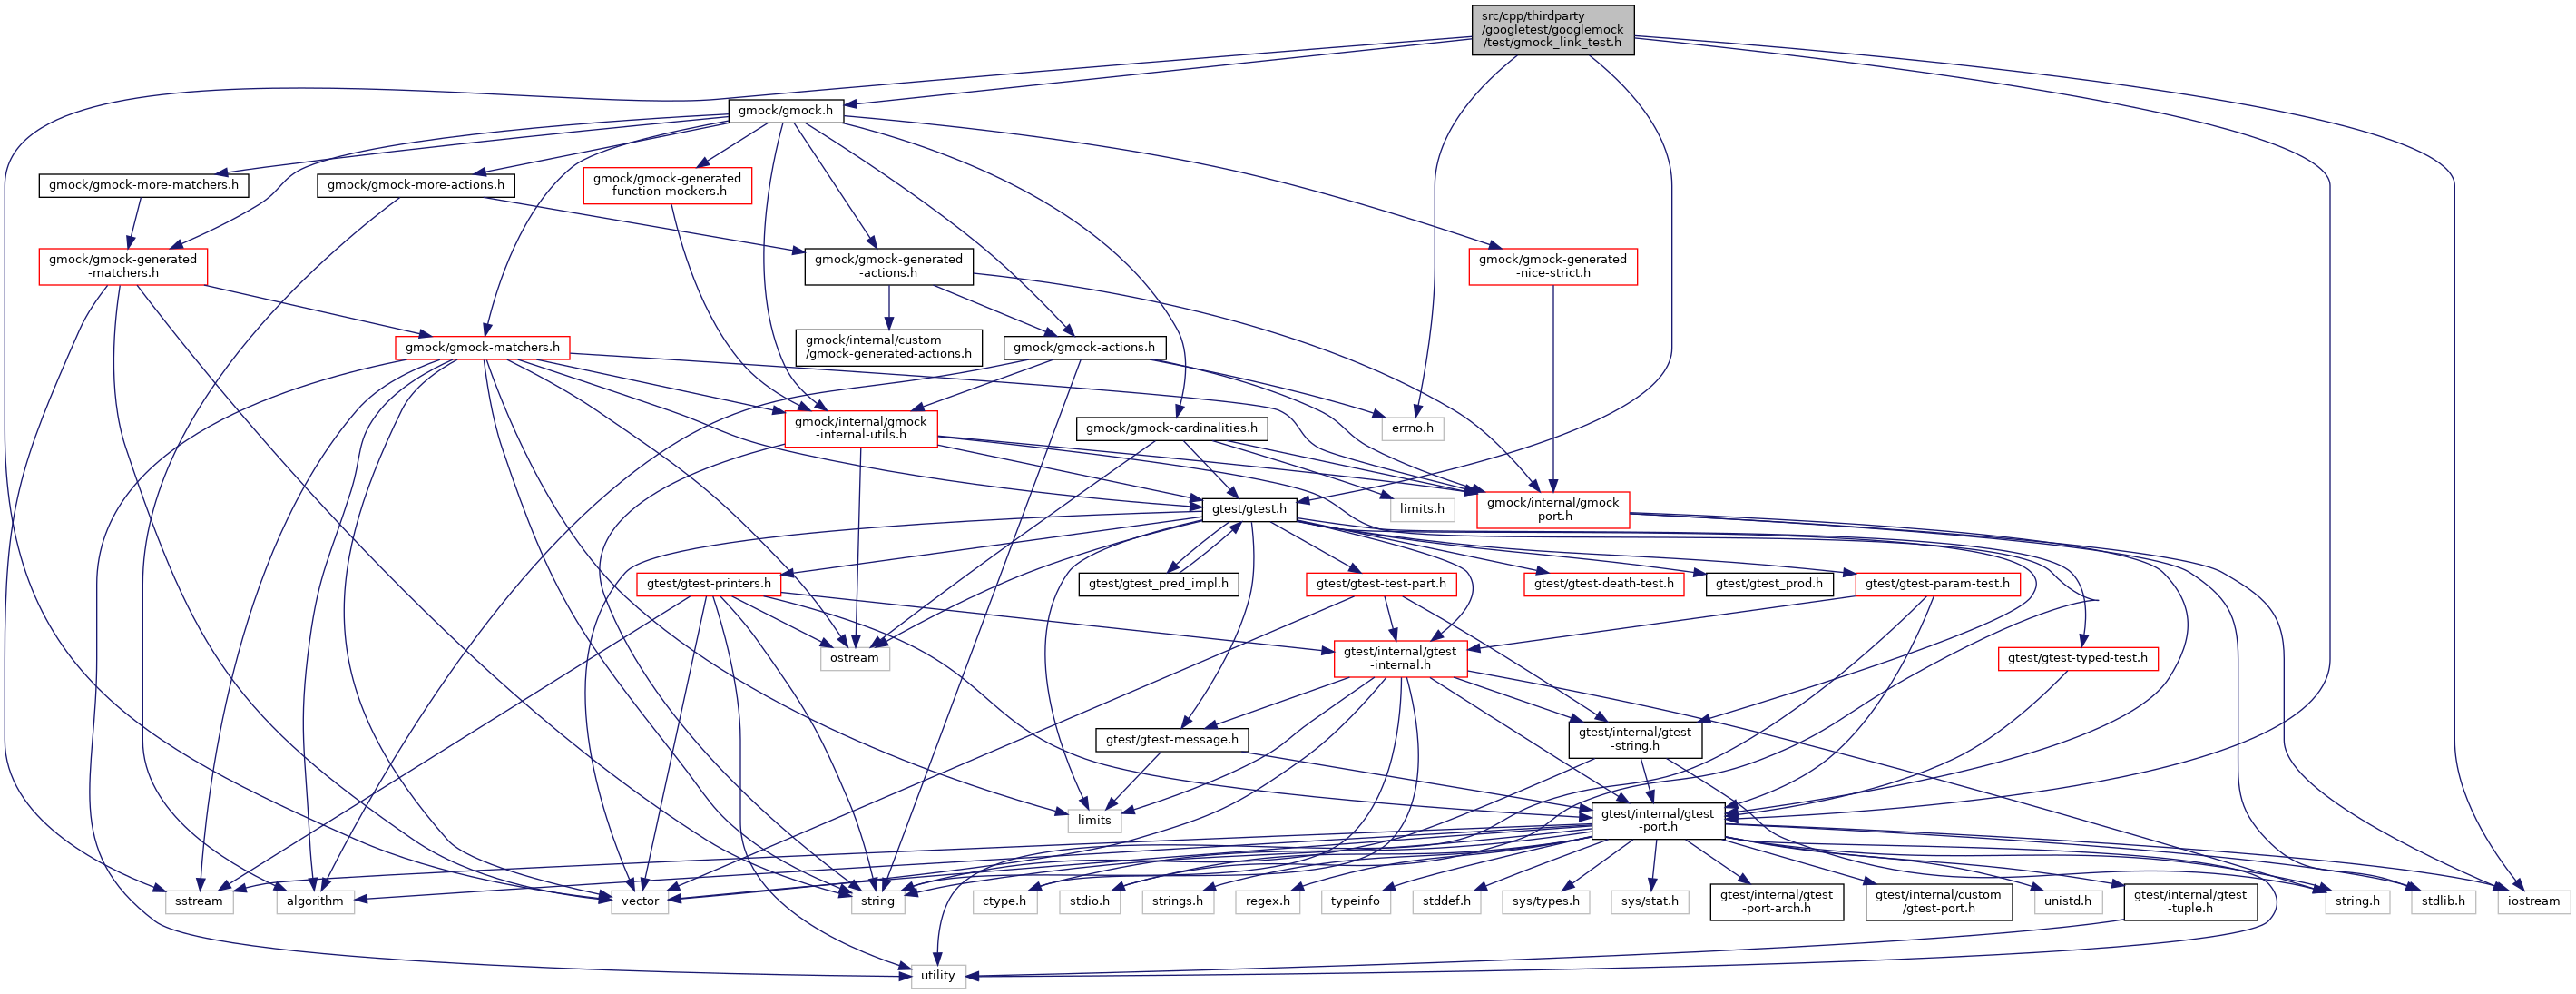 src/cpp/thirdparty
/googletest/googlemock
/test/gmock_link_test.h
gmock/gmock.h
gmock/gmock-more-matchers.h
gmock/gmock-more-actions.h
gmock/gmock-generated
-function-mockers.h
gmock/gmock-generated
-matchers.h
gmock/gmock-generated
-actions.h
gmock/gmock-generated
-nice-strict.h
gmock/internal/custom
/gmock-generated-actions.h
gmock/gmock-matchers.h
gmock/gmock-actions.h
gmock/internal/gmock
-internal-utils.h
gmock/gmock-cardinalities.h
errno.h
gtest/gtest.h
limits.h
gmock/internal/gmock
-port.h
gtest/gtest-printers.h
gtest/gtest_pred_impl.h
gtest/gtest-test-part.h
gtest/gtest-death-test.h
gtest/gtest_prod.h
gtest/gtest-param-test.h
ostream
gtest/internal/gtest
-internal.h
gtest/gtest-typed-test.h
gtest/gtest-message.h
gtest/internal/gtest
-string.h
limits
gtest/internal/gtest
-port.h
sstream
algorithm
vector
string
ctype.h
stdio.h
strings.h
regex.h
typeinfo
stddef.h
sys/types.h
sys/stat.h
gtest/internal/gtest
-port-arch.h
gtest/internal/custom
/gtest-port.h
unistd.h
gtest/internal/gtest
-tuple.h
string.h
stdlib.h
iostream
utility